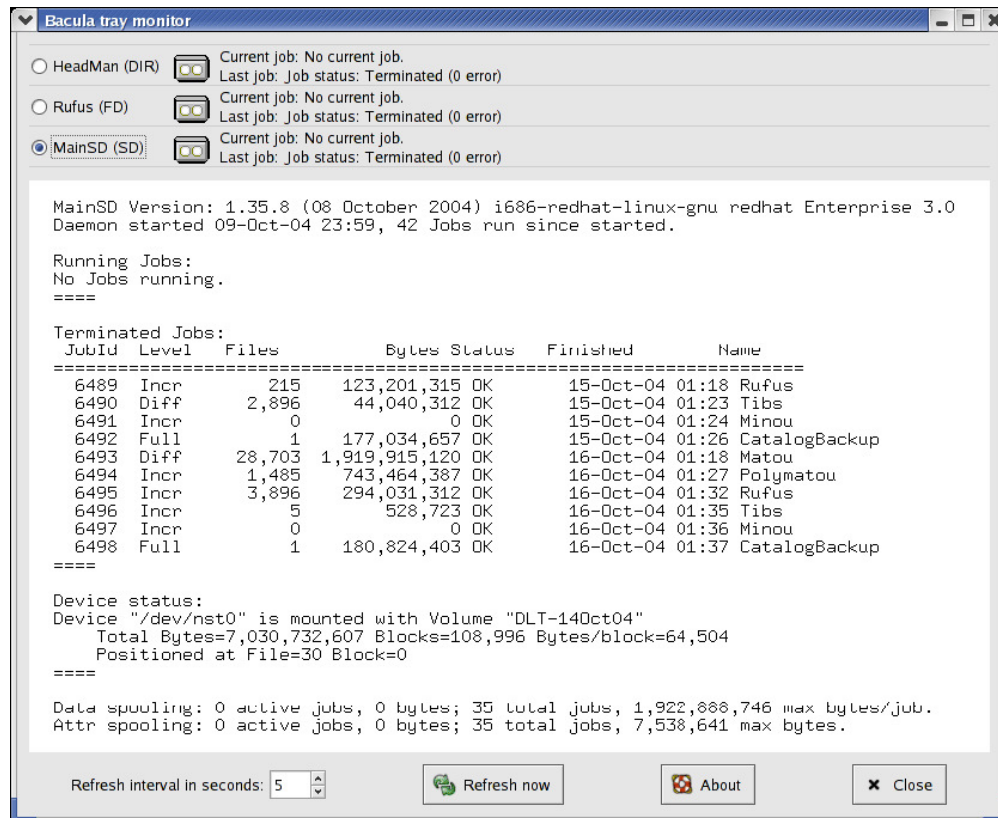 Bacula tray monitor
HeadMan (DIR)
Current job: No current job.
Last job: Job status: Terminated (0 error)
Rufus (FD)
Current job: No current job.
Last job: Job status: Terminated (0 error)
MainSD (SD)
Current job: No current job.
Last job: Job status: Terminated (0 error)
MainSD Version: 1.35.8 (08 October 2004) i686-redhat-linux-gnu redhat Enterprise 3.0
Daemon started 09-Oct-04 23:59, 42 Jobs run since started.
Running Jobs:
No Jobs running.
====
Terminated Jobs:
JobId Level Files Bytes Status Finished Name
======================================================================
6489 Incr 215 123,201,315 OK 15-Oct-04 01:18 Rufus
6490 Diff 2,896 44,040,312 OK 15-Oct-04 01:23 Tibs
6491 Incr 0 0 OK 15-Oct-04 01:24 Minou
6492 Full 1 177,034,657 OK 15-Oct-04 01:26 CatalogBackup
6493 Diff 28,703 1,919,915,120 OK 16-Oct-04 01:18 Matou
6494 Incr 1,485 743,464,387 OK 16-Oct-04 01:27 Polymatou
6495 Incr 3,896 294,031,312 OK 16-Oct-04 01:32 Rufus
6496 Incr 5 528,723 OK 16-Oct-04 01:35 Tibs
6497 Incr 0 0 OK 16-Oct-04 01:36 Minou
6498 Full 1 180,824,403 OK 16-Oct-04 01:37 CatalogBackup
====
Device status:
Device "/dev/nst0" is mounted with Volume "DLT-14Oct04"
Total Bytes=7,030,732,607 Blocks=108,996 Bytes/block=64,504
Positioned at File=30 Block=0
====
Data spooling: 0 active jobs, 0 bytes; 35 total jobs, 1,922,888,746 max bytes/job.
Attr spooling: 0 active jobs, 0 bytes; 35 total jobs, 7,538,641 max bytes.
Refresh interval in seconds: 5
Refresh now
About
Close